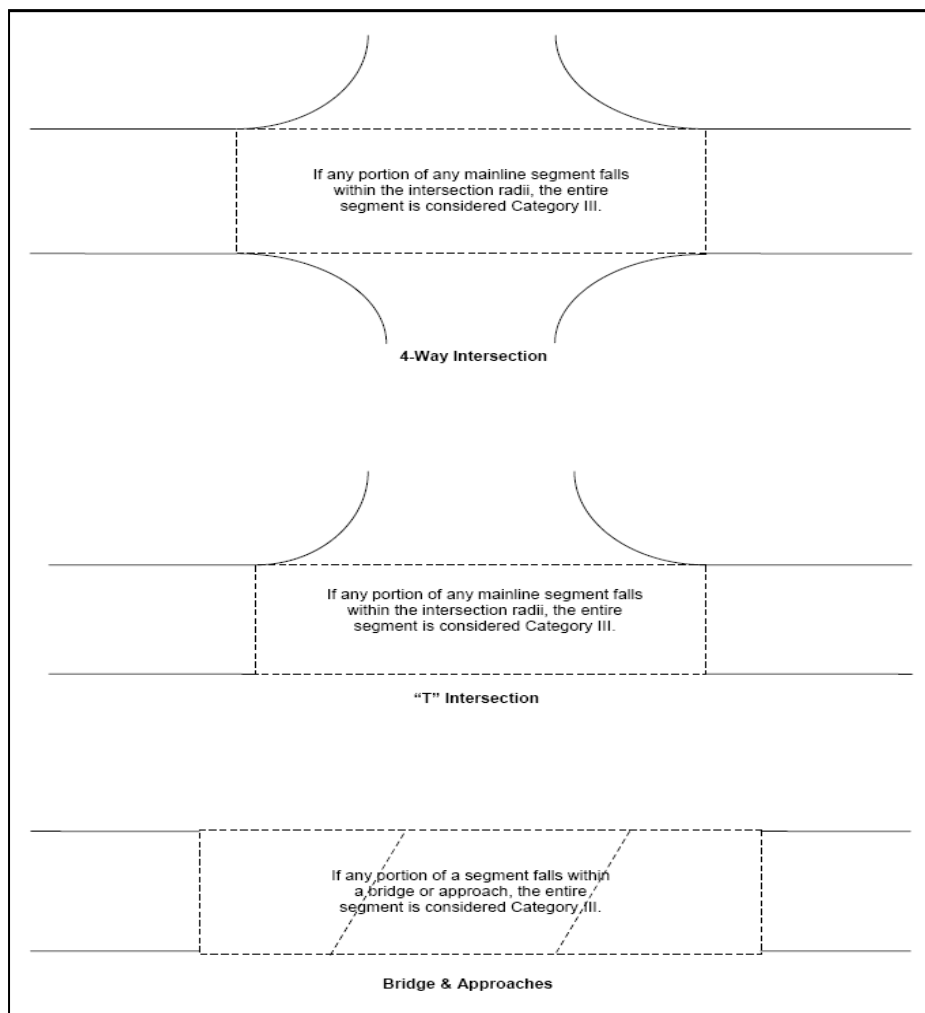 If any portion of any mainline segment falls
within the intersection radii, the entire
segment is considered Category III.
4-Way Intersection
If any portion of any mainline segment falls
within the intersection radii, the entire
segment is considered Category III.
“T” Intersection
If any portion of a segment falls within
a bridge or approach, the entire
segment is considered Category III.
Bridge & Approaches